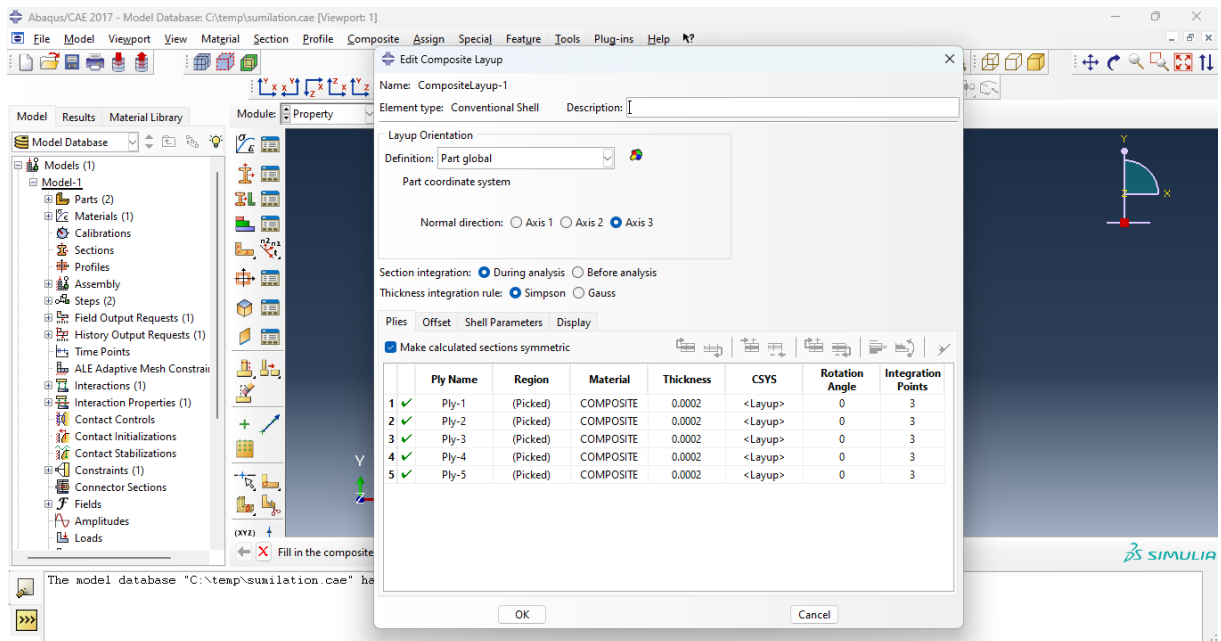 Abaqus/CAE 2017 - Model Database: C:\temp\sumilation.cae [Viewport: 1]
File Model Viewport View Material Section Profile Composite Assign Special Feature Tools Plug-ins Help
Edit Composite Layup
Name: CompositeLayup-1
Element type: Conventional Shell Description:
Model Results Material Library Module: Property
Layup Orientation
Model Database
Definition: Part global
Models (1)
Part coordinate system
Model-1
Parts (2)
Materials (1)
Normal direction: Axis 1 Axis 2 Axis 3
Calibrations
Sections
Profiles
Section integration: During analysis Before analysis
Assembly
Thickness integration rule: Simpson Gauss
Steps (2)
Field Output Requests (1)
Plies Offset Shell Parameters Display
History Output Requests (1)
Make calculated sections symmetric
Time Points
ALE Adaptive Mesh Constrai
Interactions (1)
Interaction Properties (1)
Contact Controls
Contact Initializations
Contact Stabilizations
Constraints (1)
Connector Sections
Fields
Amplitudes
Loads
Ply Name Region Material Thickness CSYS Rotation Angle Integration Points
1 Ply-1 (Picked) COMPOSITE 0.0002 <Layup> 0 3
2 Ply-2 (Picked) COMPOSITE 0.0002 <Layup> 0 3
3 Ply-3 (Picked) COMPOSITE 0.0002 <Layup> 0 3
4 Ply-4 (Picked) COMPOSITE 0.0002 <Layup> 0 3
5 Ply-5 (Picked) COMPOSITE 0.0002 <Layup> 0 3
Y
X
Z
Y
Z
(XYZ)
Fill in the composite
SIMULIA
The model database "C:\temp\sumilation.cae" ha
>>>
OK Cancel